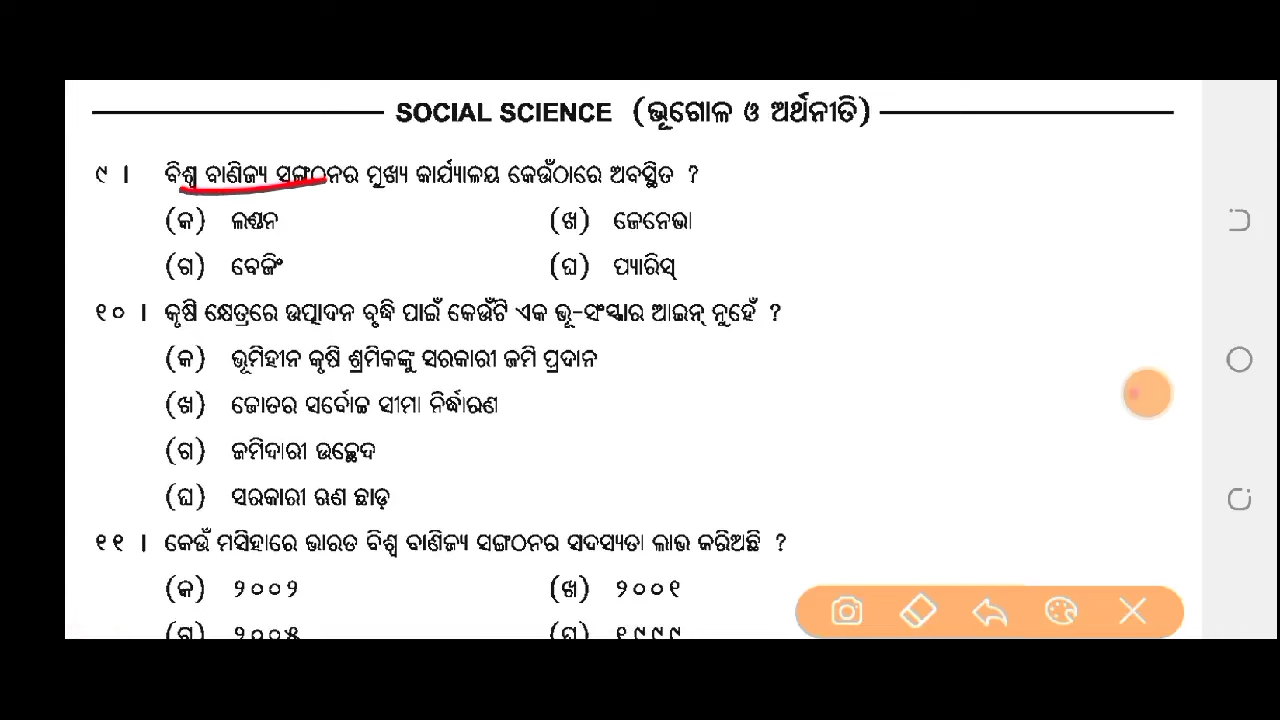 SOCIAL SCIENCE (ଭୂଗୋଳ ଓ ଅର୍ଥନୀତି)
୯ । ବିଶ୍ୱ ବାଣିଜ୍ୟ ସଙ୍ଗଠନର ମୁଖ୍ୟ କାର୍ଯ୍ୟାଳୟ କେଉଁଠାରେ ଅବସ୍ଥିତ ?
(କ) ଲଣ୍ଡନ (ଖ) ଜେନେଭା
(ଗ) ବେଜିଂ (ଘ) ପ୍ୟାରିସ୍
୧୦ । କୃଷି କ୍ଷେତ୍ରରେ ଉତ୍ପାଦନ ବୃଦ୍ଧି ପାଇଁ କେଉଁଟି ଏକ ଭୂ-ସଂସ୍କାର ଆଇନ୍ ନୁହେଁ ?
(କ) ଭୂମିହୀନ କୃଷି ଶ୍ରମିକଙ୍କୁ ସରକାରୀ ଜମି ପ୍ରଦାନ
(ଖ) ଜୋତର ସର୍ବୋଚ୍ଚ ସୀମା ନିର୍ଦ୍ଧାରଣ
(ଗ) ଜମିଦାରୀ ଉଚ୍ଛେଦ
(ଘ) ସରକାରୀ ଋଣ ଛାଡ଼
୧୧ । କେଉଁ ମସିହାରେ ଭାରତ ବିଶ୍ୱ ବାଣିଜ୍ୟ ସଙ୍ଗଠନର ସଦସ୍ୟତା ଲାଭ କରିଅଛି ?
(କ) ୨୦୦୨ (ଖ) ୨୦୦୧
(ଗ) ୨୦୦୫ (ଘ) ୧୯୯୯